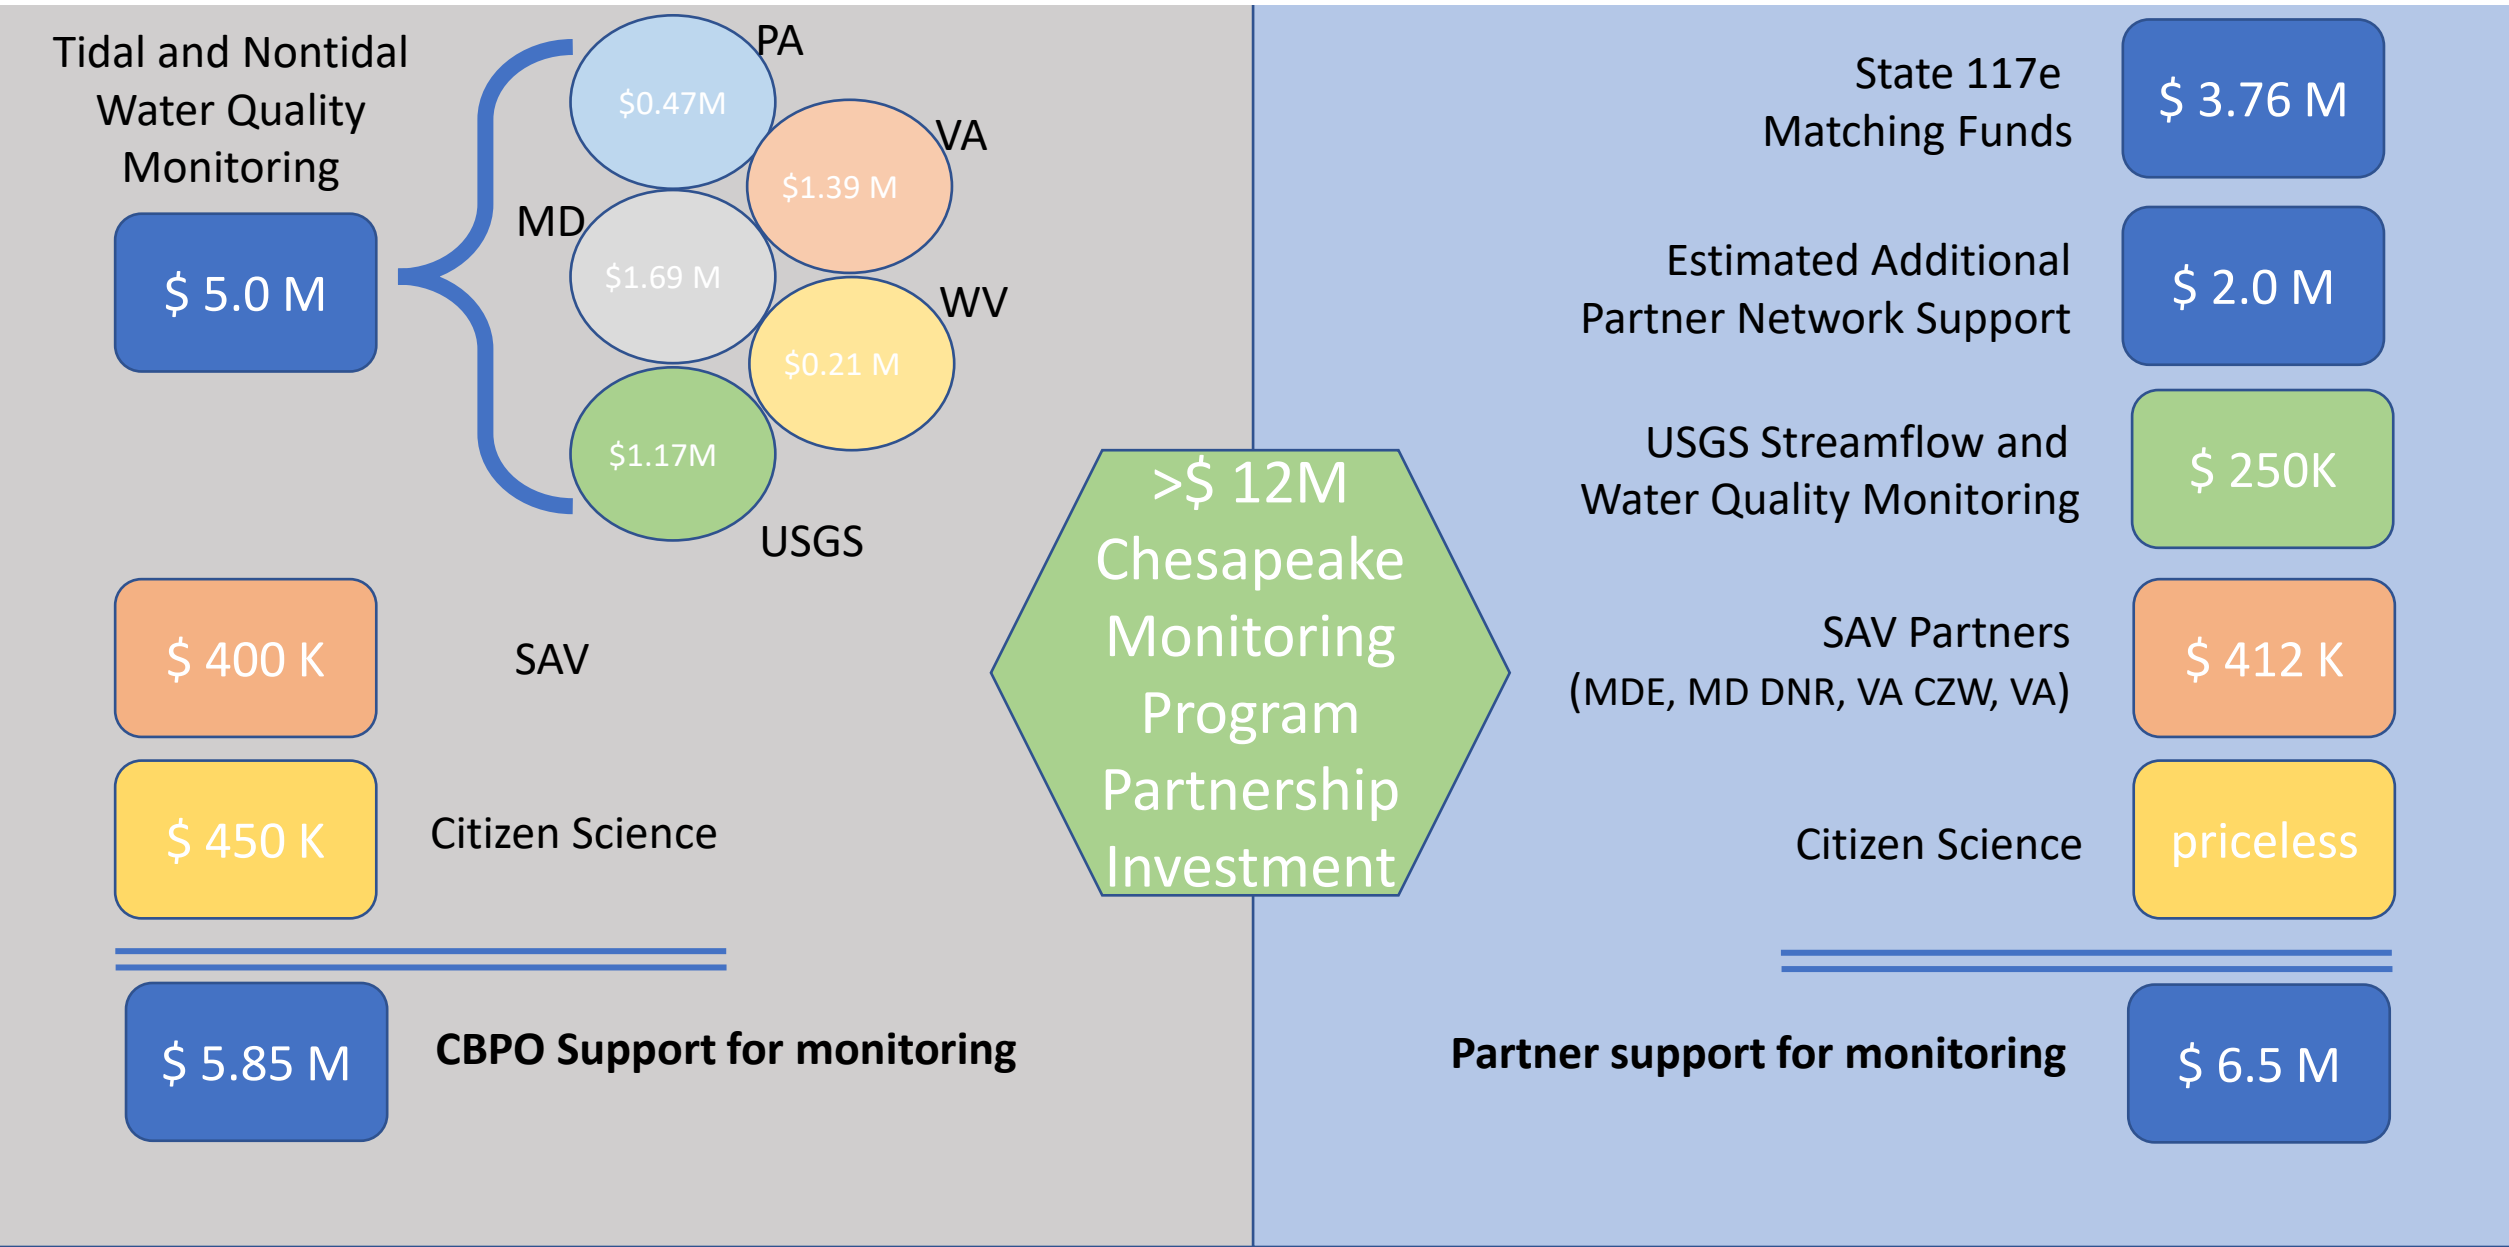 Tidal and Nontidal
Water Quality
Monitoring
$ 5.0 M
PA
$0.47M
VA
$1.39 M
MD
$1.69 M
WV
$0.21 M
$1.17M
USGS
$ 400 K
SAV
$ 450 K
Citizen Science
$ 5.85 M
CBPO Support for monitoring
>$ 12M
Chesapeake
Monitoring
Program
Partnership
Investment
State 117e
Matching Funds
$ 3.76 M
Estimated Additional
Partner Network Support
$ 2.0 M
USGS Streamflow and
Water Quality Monitoring
$ 250K
SAV Partners
(MDE, MD DNR, VA CZW, VA)
$ 412 K
Citizen Science
priceless
Partner support for monitoring
$ 6.5 M